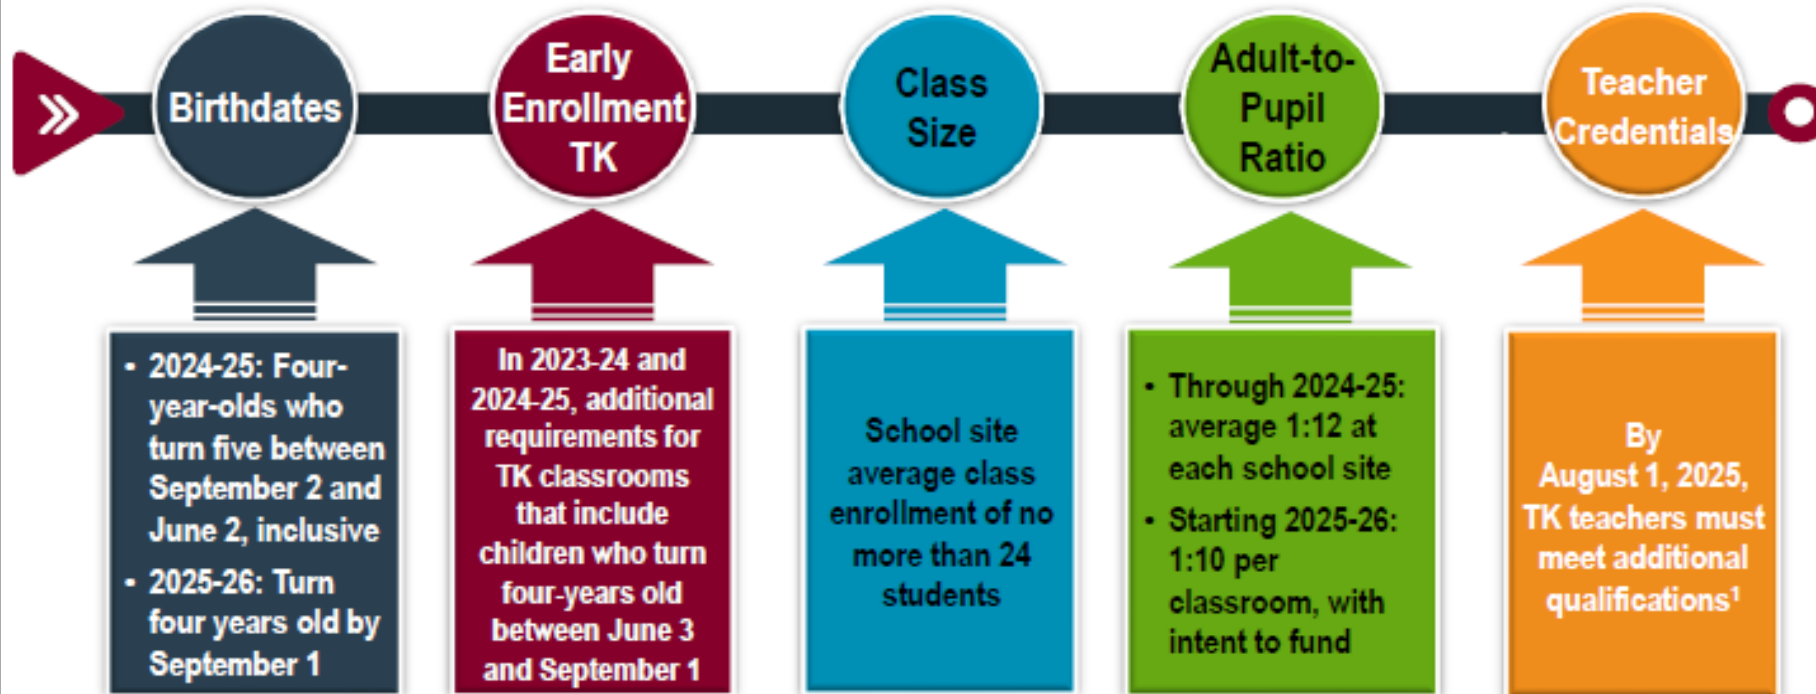 Birthdates
Early
Enrollment
TK
Class
Size
Adult-to-
Pupil
Ratio
Teacher
Credentials
• 2024-25: Four-
year-olds who
turn five between
September 2 and
June 2, inclusive
• 2025-26: Turn
four years old by
September 1
In 2023-24 and
2024-25, additional
requirements for
TK classrooms
that include
children who turn
four-years old
between June 3
and September 1
School site
average class
enrollment of no
more than 24
students
• Through 2024-25:
average 1:12 at
each school site
• Starting 2025-26:
1:10 per
classroom, with
intent to fund
By
August 1, 2025,
TK teachers must
meet additional
qualifications¹